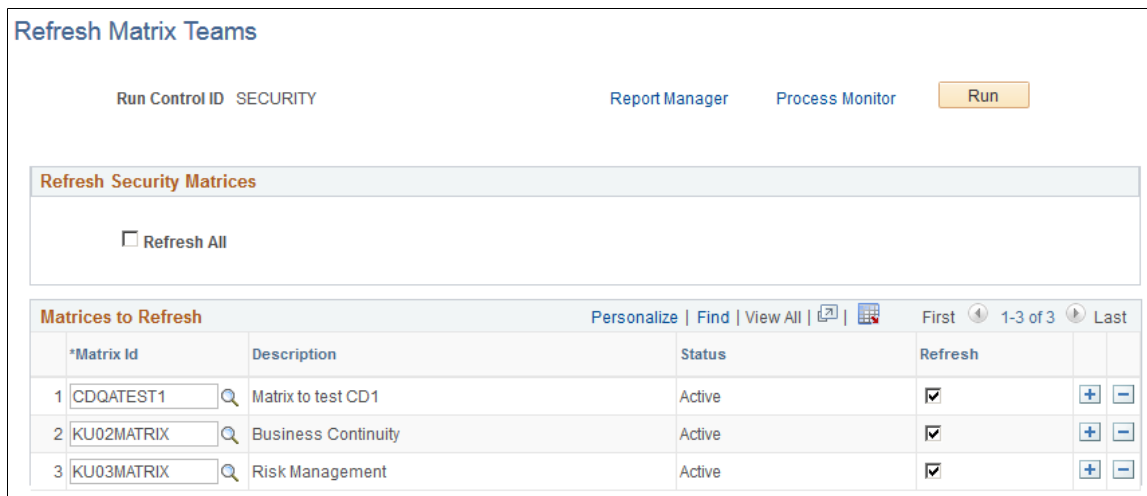 Refresh Matrix Teams
Run Control ID SECURITY Report Manager Process Monitor Run
Refresh Security Matrices
Refresh All
Matrices to Refresh Personalize | Find | View All | | First 1-3 of 3 Last
*Matrix Id Description Status Refresh
1 CDQATEST1 Matrix to test CD1 Active
2 KU02MATRIX Business Continuity Active
3 KU03MATRIX Risk Management Active